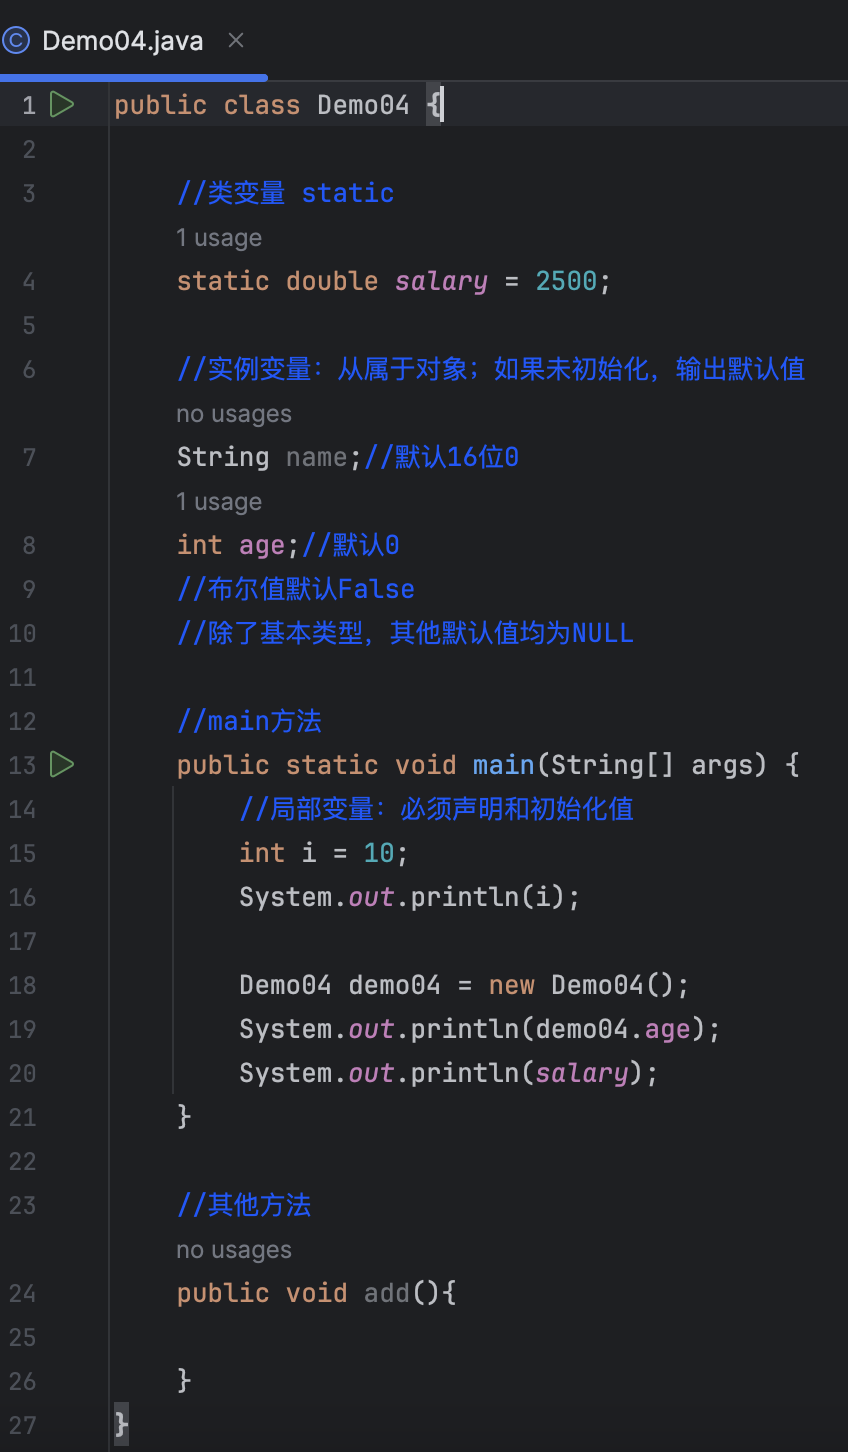 Demo04.java
1 public class Demo04 {
2
3 //类变量 static
1 usage
4 static double salary = 2500;
5
6 //实例变量：从属于对象；如果未初始化，输出默认值
no usages
7 String name;//默认16位0
1 usage
8 int age;//默认0
9 //布尔值默认False
10 //除了基本类型，其他默认值均为NULL
11
12 //main方法
13 public static void main(String[] args) {
14 //局部变量：必须声明和初始化值
15 int i = 10;
16 System.out.println(i);
17
18 Demo04 demo04 = new Demo04();
19 System.out.println(demo04.age);
20 System.out.println(salary);
21 }
22
23 //其他方法
no usages
24 public void add(){
25
26 }
27 }